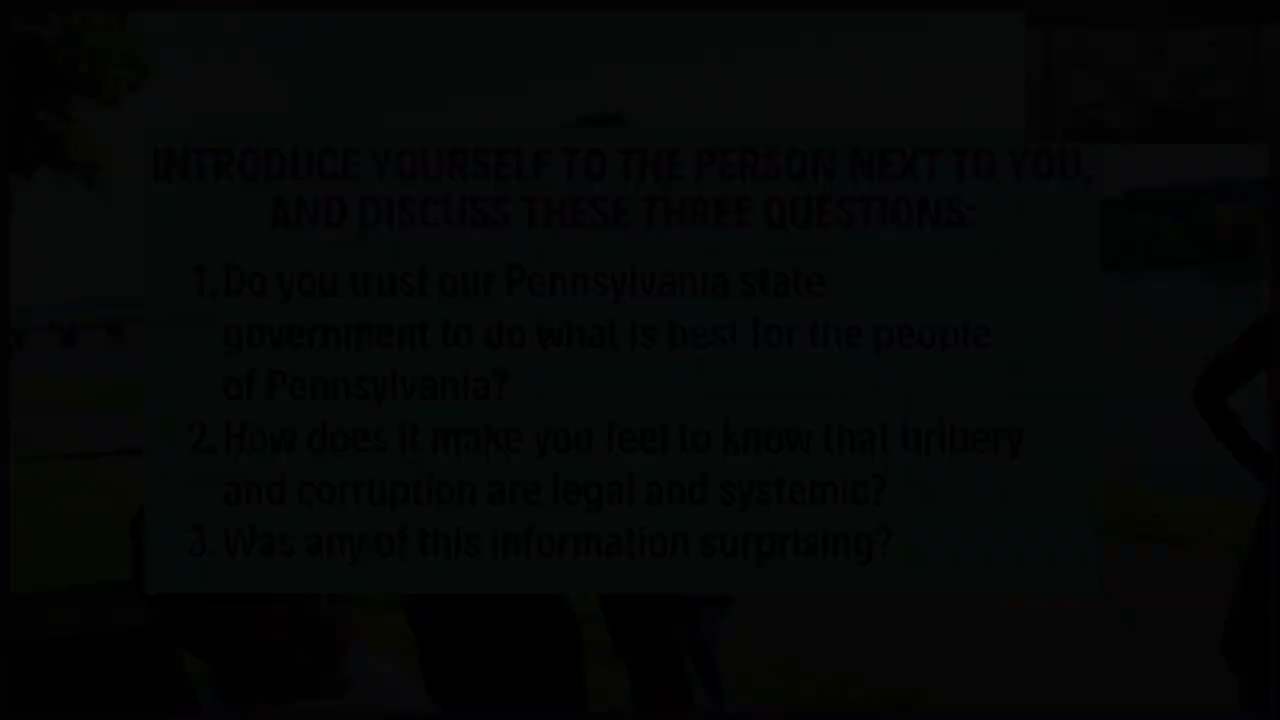 INTRODUCE YOURSELF TO THE PERSON NEXT TO YOU,
AND DISCUSS THESE THREE QUESTIONS:
1. Do you trust our Pennsylvania state
government to do what is best for the people
of Pennsylvania?
2. How does it make you feel to know that bribery
and corruption are legal and systemic?
3. Was any of this information surprising?